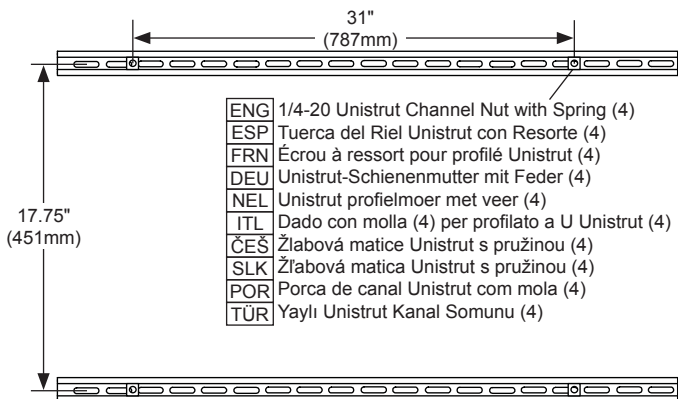 31"
(787mm)
ENG 1/4-20 Unistrut Channel Nut with Spring (4)
ESP Tuerca del Riel Unistrut con Resorte (4)
FRN Écrou à ressort pour profilé Unistrut (4)
DEU Unistrut-Schienenmutter mit Feder (4)
NEL Unistrut profielmoer met veer (4)
ITL Dado con molla (4) per profilato a U Unistrut (4)
ČEŠ Žlabová matice Unistrut s pružinou (4)
SLK Žľabová matica Unistrut s pružinou (4)
POR Porca de canal Unistrut com mola (4)
TÜR Yaylı Unistrut Kanal Somunu (4)
17.75"
(451mm)